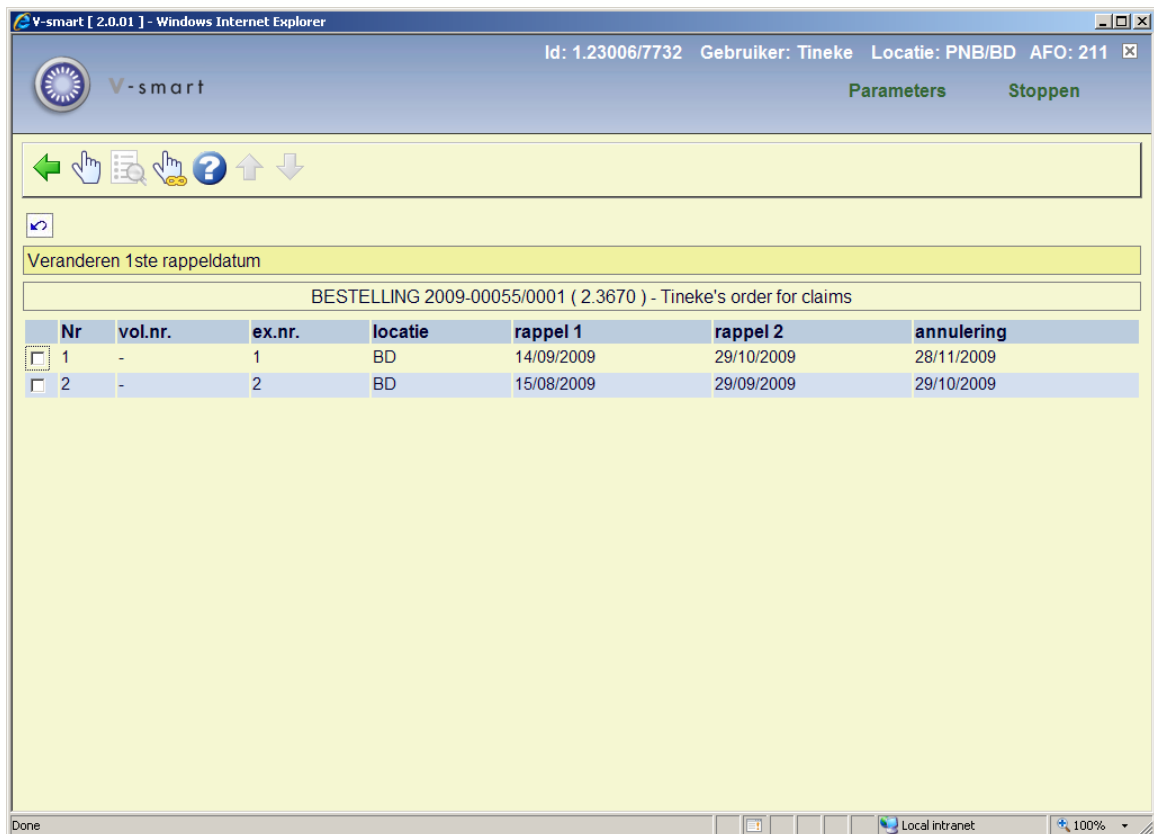 V-smart [ 2.0.01 ] - Windows Internet Explorer
Id: 1.23006/7732 Gebruiker: Tineke Locatie: PNB/BD AFO: 211
V-smart
Parameters Stoppen
Veranderen 1ste rappeldatum
BESTELLING 2009-00055/0001 ( 2.3670 ) - Tineke's order for claims
Nr vol.nr. ex.nr. locatie rappel 1 rappel 2 annulering
1 - 1 BD 14/09/2009 29/10/2009 28/11/2009
2 - 2 BD 15/08/2009 29/09/2009 29/10/2009
Done Local intranet 100%